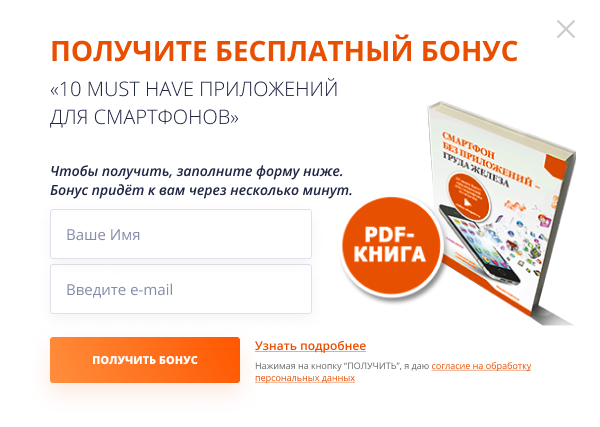 ПОЛУЧИТЕ БЕСПЛАТНЫЙ БОНУС
«10 MUST HAVE ПРИЛОЖЕНИЙ
ДЛЯ СМАРТФОНОВ»
Чтобы получить, заполните форму ниже.
Бонус придёт к вам через несколько минут.
Ваше Имя
Введите e-mail
ПОЛУЧИТЬ БОНУС
Узнать подробнее
Нажимая на кнопку “ПОЛУЧИТЬ”, я даю согласие на обработку
персональных данных
PDF-
КНИГА
СМАРТФОН
БЕЗ ПРИЛОЖЕНИЙ –
ГРУДА ЖЕЛЕЗА